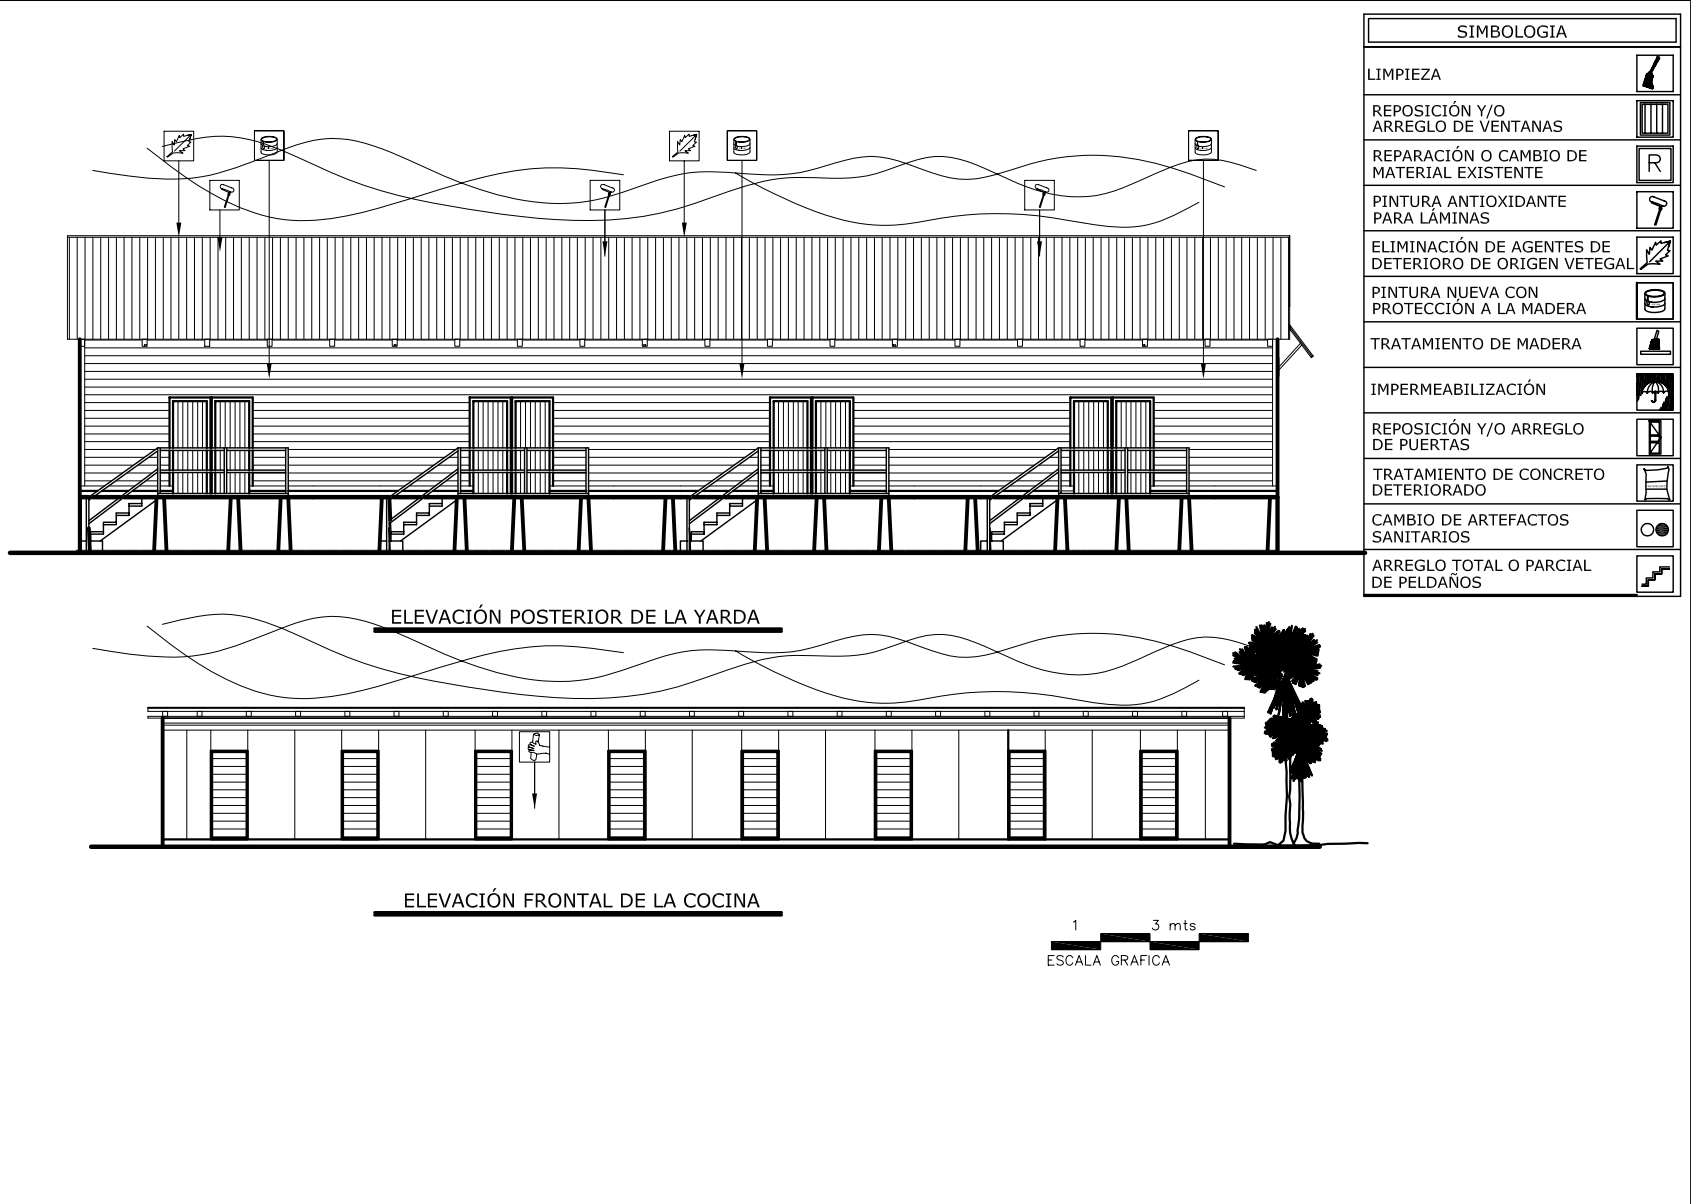 SIMBOLOGIA
LIMPIEZA
REPOSICIÓN Y/O
ARREGLO DE VENTANAS
REPARACIÓN O CAMBIO DE
MATERIAL EXISTENTE
R
PINTURA ANTIOXIDANTE
PARA LÁMINAS
ELIMINACIÓN DE AGENTES DE
DETERIORO DE ORIGEN VETEGAL
PINTURA NUEVA CON
PROTECCIÓN A LA MADERA
TRATAMIENTO DE MADERA
IMPERMEABILIZACIÓN
REPOSICIÓN Y/O ARREGLO
DE PUERTAS
TRATAMIENTO DE CONCRETO
DETERIORADO
CAMBIO DE ARTEFACTOS
SANITARIOS
ARREGLO TOTAL O PARCIAL
DE PELDAÑOS
ELEVACIÓN POSTERIOR DE LA YARDA
ELEVACIÓN FRONTAL DE LA COCINA
1 3 mts
ESCALA GRAFICA